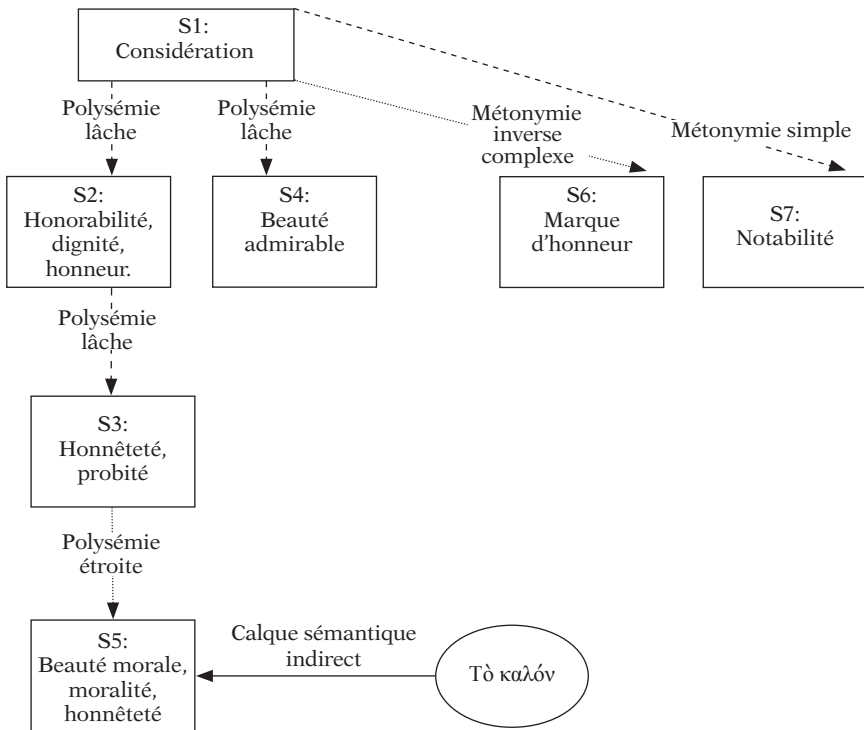 S1:
Considération
Polysémie
lâche
Polysémie
lâche
Métonymie
inverse
complexe
Métonymie simple
S2:
Honorabilité,
dignité,
honneur.
S4:
Beauté
admirable
S6:
Marque
d'honneur
S7:
Notabilité
Polysémie
lâche
S3:
Honnêteté,
probité
Polysémie
étroite
S5:
Beauté morale,
moralité,
honnêteté
Calque sémantique
indirect
Τὸ καλόν